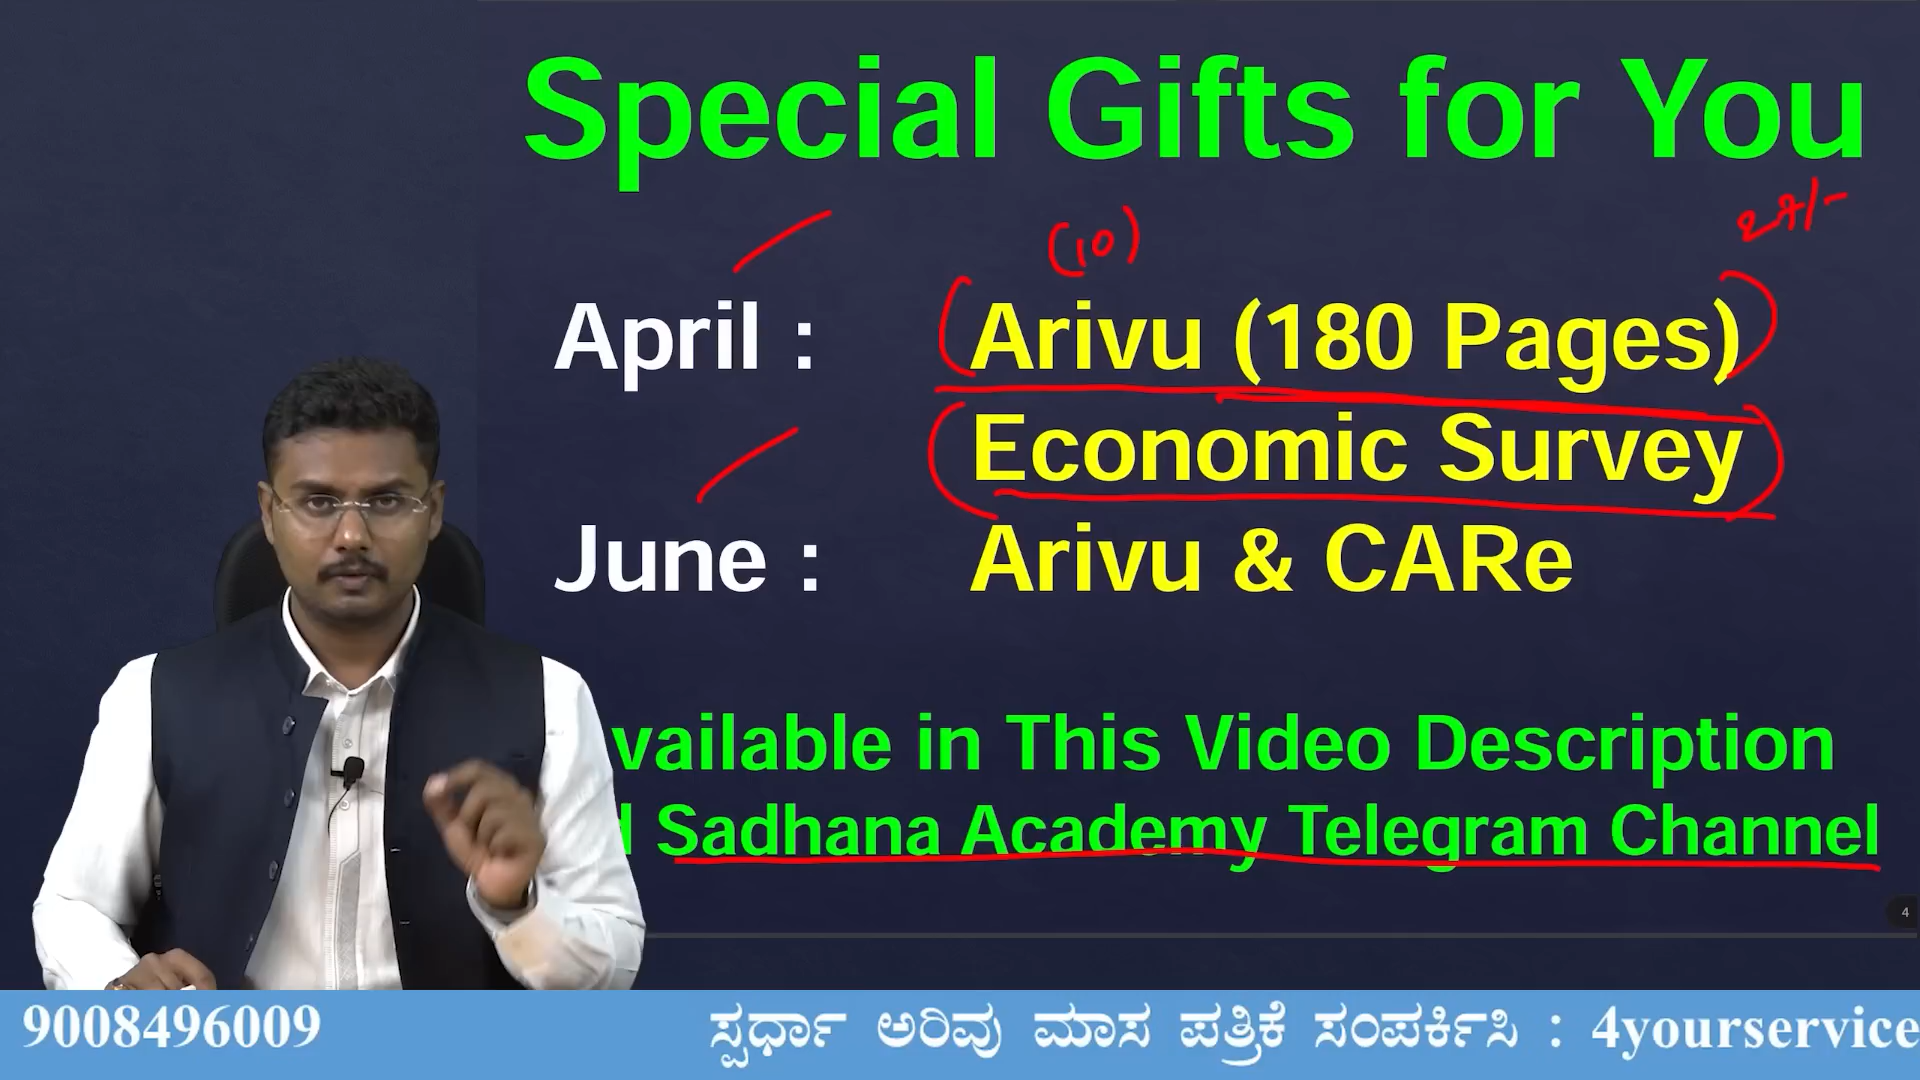 Special Gifts for You
(10)
April : Arivu (180 Pages)
Economic Survey
June : Arivu & CARe
vailable in This Video Description
Sadhana Academy Telegram Channel
4
9008496009 ಸ್ಪರ್ಧಾ ಅರಿವು ಮಾಸ ಪತ್ರಿಕೆ ಸಂಪರ್ಕಿಸಿ : 4yourservice